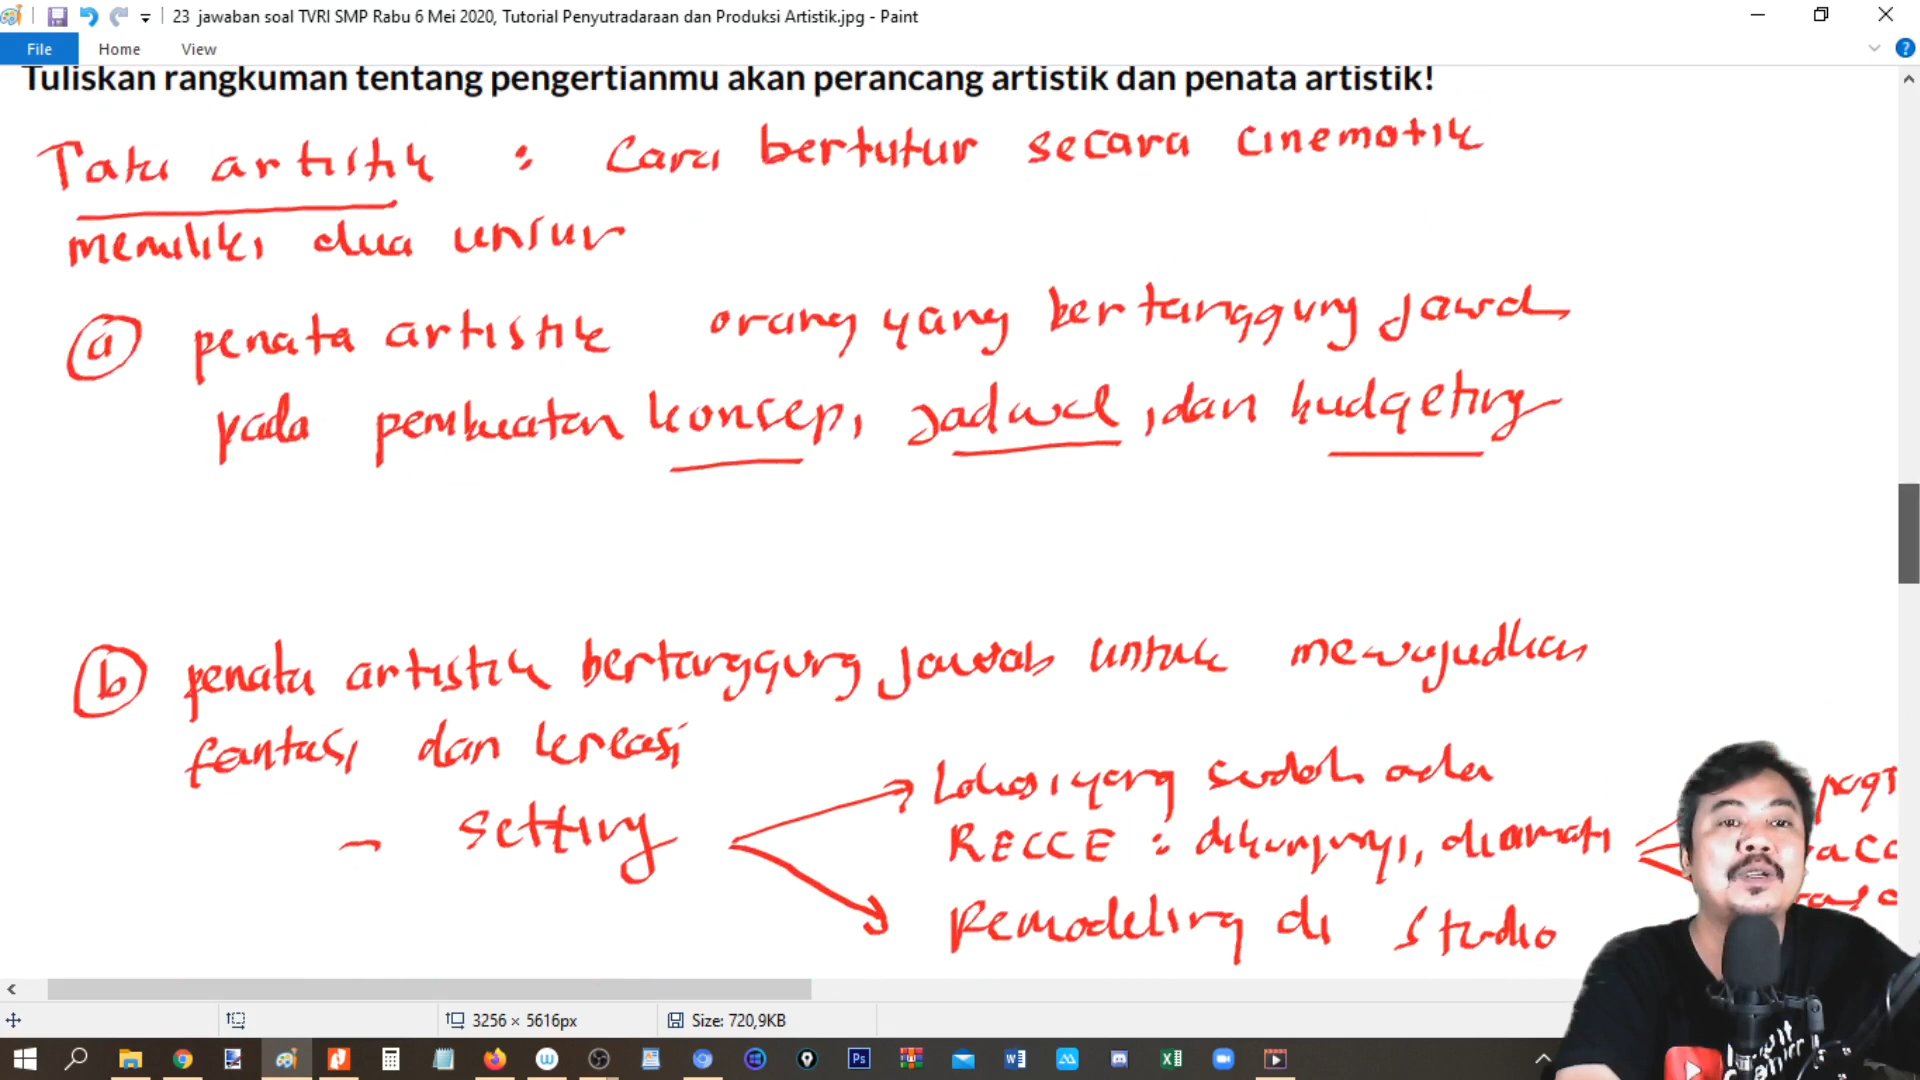 23 jawaban soal TVRI SMP Rabu 6 Mei 2020, Tutorial Penyutradaraan dan Produksi Artistik.jpg - Paint
File Home View
Tuliskan rangkuman tentang pengertianmu akan perancang artistik dan penata artistik!
Tata artistik : cara bertutur secara cinematik
memiliki dua unsur
a penata artistik orang yang bertanggung jawab
pada pembuatan konsep, jadwal, dan budgeting
b penata artistik bertanggung jawab untuk mewujudkan
fantasi dan kreasi
- setting
Lokasi yang sudah ada
RECCE : dikunjungi, diamati
Remodeling di studio
3256 × 5616px
Size: 720,9KB